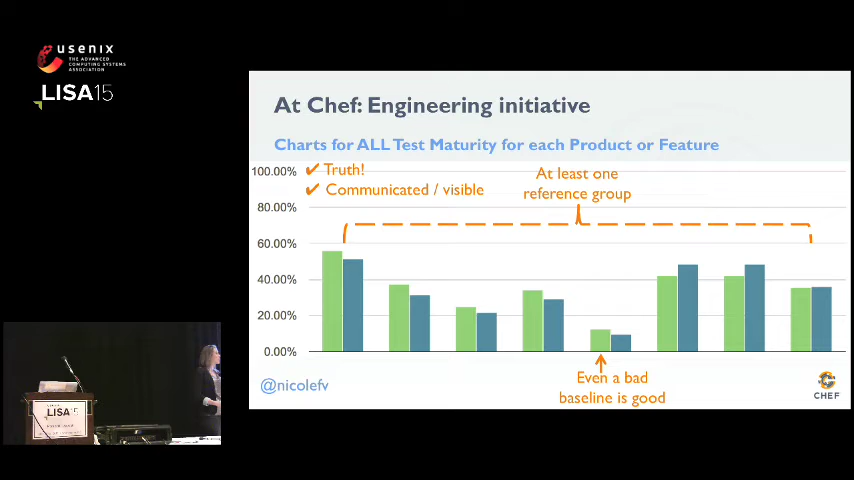 usenix
THE ADVANCED
COMPUTING SYSTEMS
ASSOCIATION
LISA15
At Chef: Engineering initiative
Charts for ALL Test Maturity for each Product or Feature
100.00%
✔ Truth!
✔ Communicated / visible
At least one
reference group
80.00%
60.00%
40.00%
20.00%
0.00%
Even a bad
baseline is good
@nicolefv
CHEF
LISA15